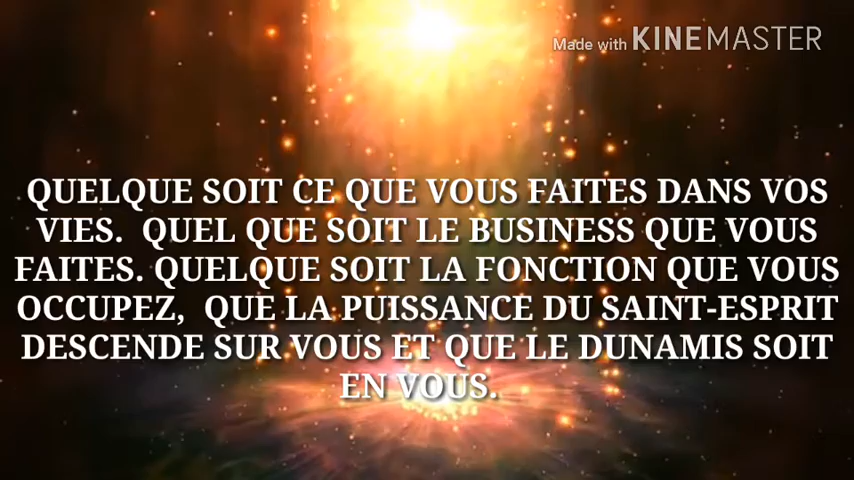 Made with KINEMASTER
QUELQUE SOIT CE QUE VOUS FAITES DANS VOS
VIES. QUEL QUE SOIT LE BUSINESS QUE VOUS
FAITES. QUELQUE SOIT LA FONCTION QUE VOUS
OCCUPEZ, QUE LA PUISSANCE DU SAINT-ESPRIT
DESCENDE SUR VOUS ET QUE LE DUNAMIS SOIT
EN VOUS.